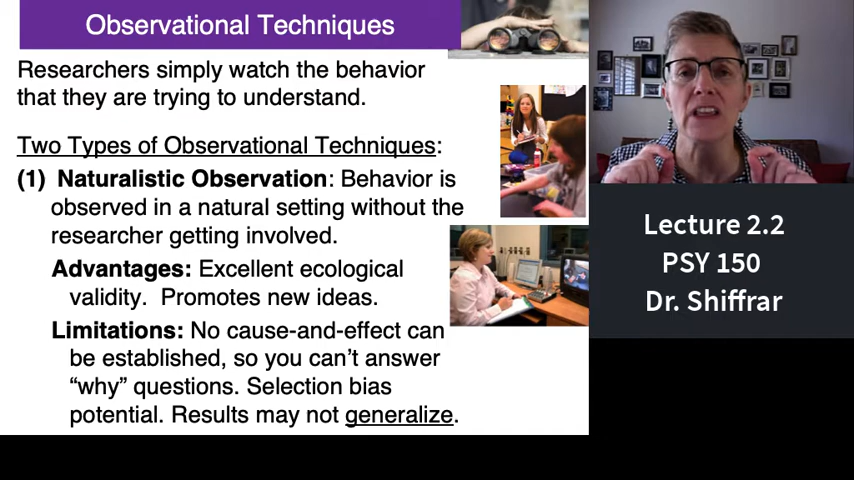 Observational Techniques
Researchers simply watch the behavior
that they are trying to understand.
Two Types of Observational Techniques:
(1) Naturalistic Observation: Behavior is
observed in a natural setting without the
researcher getting involved.
Advantages: Excellent ecological
validity. Promotes new ideas.
Limitations: No cause-and-effect can
be established, so you can't answer
“why” questions. Selection bias
potential. Results may not generalize.
Lecture 2.2
PSY 150
Dr. Shiffrar